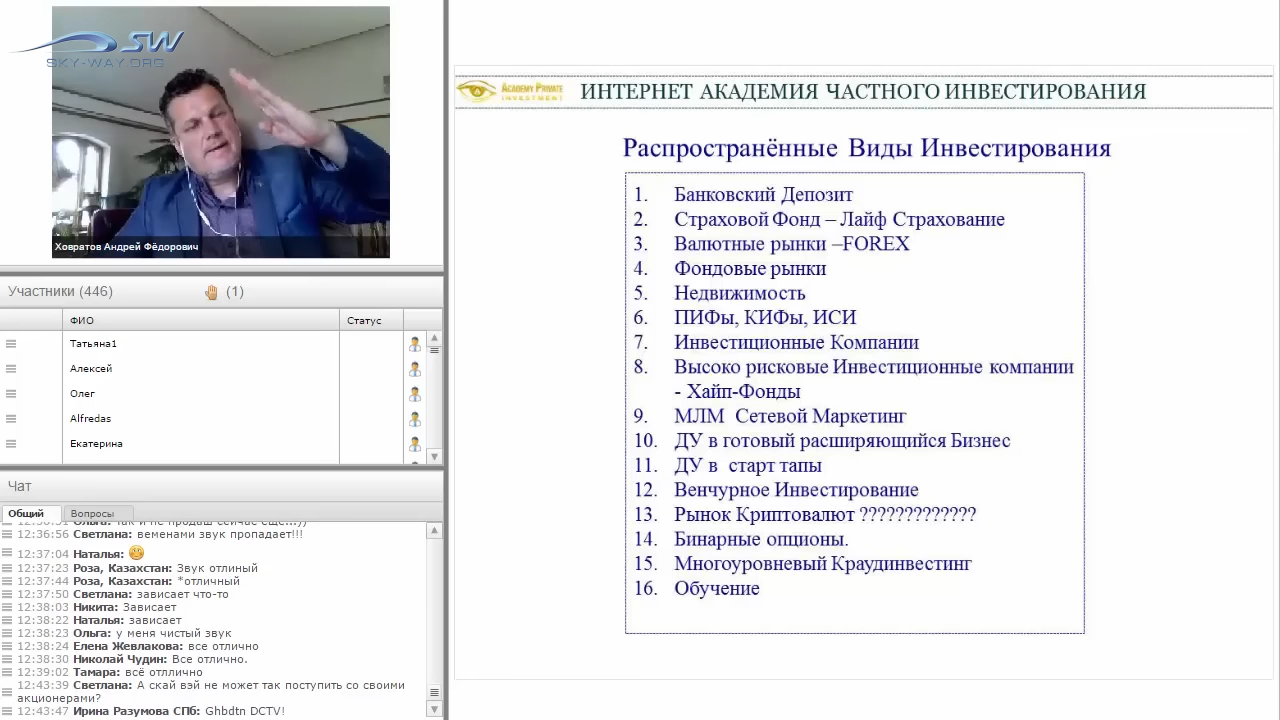 SW
SKY-WAY.ORG
Ховратов Андрей Фёдорович
Участники (446)
(1)
ФИО
Статус
Татьяна1
Алексей
Олег
Alfredas
Екатерина
Чат
Общий
Вопросы
12:36:56 Светлана: веменами звук пропадает!!!
12:37:04 Наталья:
12:37:23 Роза, Казахстан: Звук отлиный
12:37:44 Роза, Казахстан: *отличный
12:37:50 Светлана: зависает что-то
12:38:03 Никита: Зависает
12:38:22 Наталья: зависает
12:38:23 Ольга: у меня чистый звук
12:38:24 Елена Жевлакова: все отлично
12:38:30 Николай Чудин: Все отлично.
12:39:02 Тамара: всё отллично
12:43:39 Светлана: А скай вэй не может так поступить со своими
акционерами?
12:43:47 Ирина Разумова СПб: Ghbdtn DCTV!
ACADEMY PRIVATE
INVESTMENT
ИНТЕРНЕТ АКАДЕМИЯ ЧАСТНОГО ИНВЕСТИРОВАНИЯ
Распространённые Виды Инвестирования
1. Банковский Депозит
2. Страховой Фонд – Лайф Страхование
3. Валютные рынки –FOREX
4. Фондовые рынки
5. Недвижимость
6. ПИФы, КИФы, ИСИ
7. Инвестиционные Компании
8. Высоко рисковые Инвестиционные компании
- Хайп-Фонды
9. МЛМ Сетевой Маркетинг
10. ДУ в готовый расширяющийся Бизнес
11. ДУ в старт тапы
12. Венчурное Инвестирование
13. Рынок Криптовалют ?????????????
14. Бинарные опционы.
15. Многоуровневый Краудинвестинг
16. Обучение